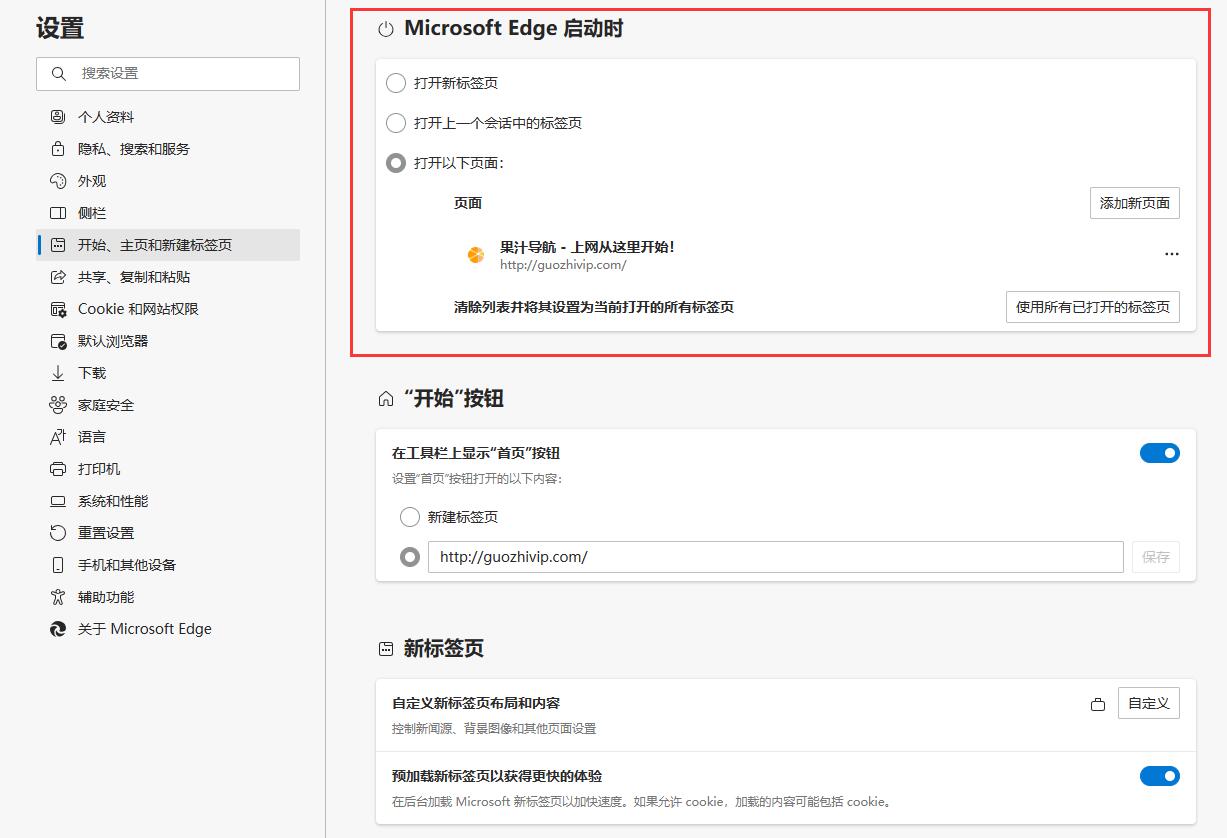 设置
搜索设置
个人资料
隐私、搜索和服务
外观
侧栏
开始、主页和新建标签页
共享、复制和粘贴
Cookie 和网站权限
默认浏览器
下载
家庭安全
语言
打印机
系统和性能
重置设置
手机和其他设备
辅助功能
关于 Microsoft Edge
Microsoft Edge 启动时
打开新标签页
打开上一个会话中的标签页
打开以下页面:
页面
添加新页面
果汁导航 - 上网从这里开始!
http://guozhivip.com/
清除列表并将其设置为当前打开的所有标签页
使用所有已打开的标签页
“开始”按钮
在工具栏上显示“首页”按钮
设置“首页”按钮打开的以下内容:
新建标签页
http://guozhivip.com/
保存
新标签页
自定义新标签页布局和内容
自定义
控制新闻源、背景图像和其他页面设置
预加载新标签页以获得更快的体验
在后台加载 Microsoft 新标签页以加快速度。如果允许 cookie，加载的内容可能包括 cookie。